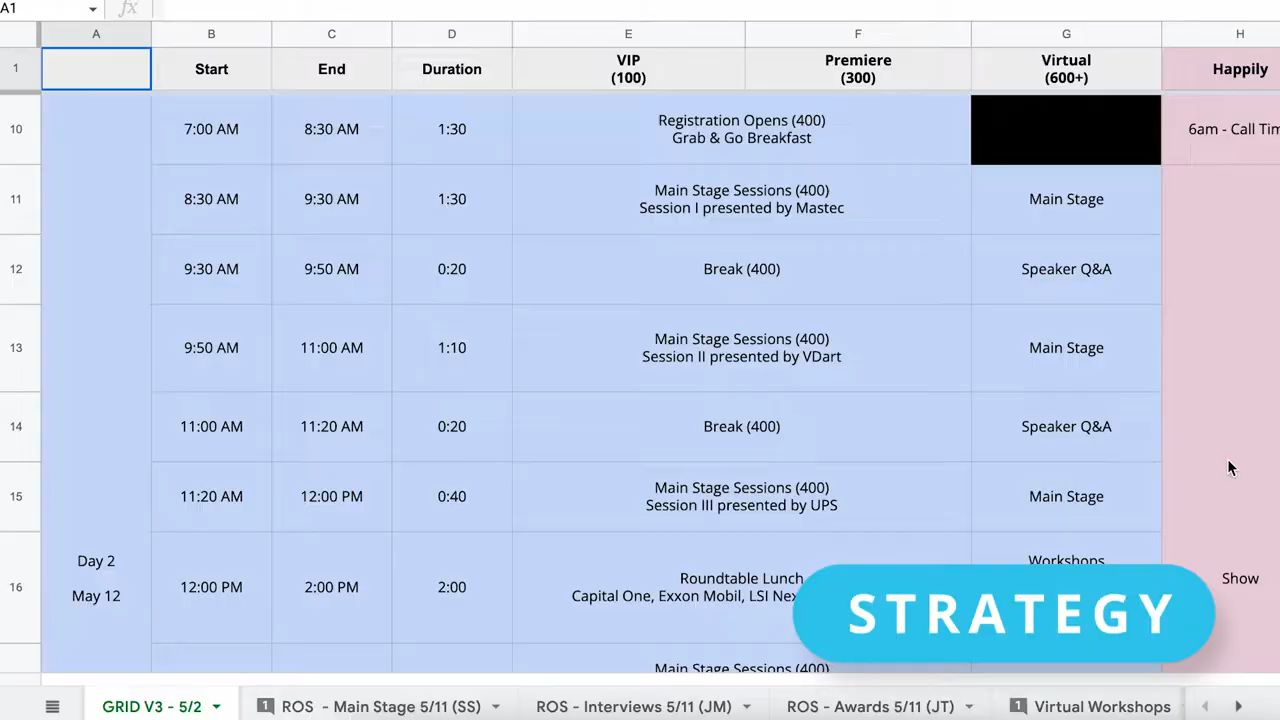 A1
fx
A B C D E F G H
1
Start
End
Duration
VIP
(100)
Premiere
(300)
Virtual
(600+)
Happily
10
7:00 AM
8:30 AM
1:30
Registration Opens (400)
Grab & Go Breakfast
6am - Call Tim
11
8:30 AM
9:30 AM
1:30
Main Stage Sessions (400)
Session I presented by Mastec
Main Stage
12
9:30 AM
9:50 AM
0:20
Break (400)
Speaker Q&A
13
9:50 AM
11:00 AM
1:10
Main Stage Sessions (400)
Session II presented by VDart
Main Stage
14
11:00 AM
11:20 AM
0:20
Break (400)
Speaker Q&A
15
11:20 AM
12:00 PM
0:40
Main Stage Sessions (400)
Session III presented by UPS
Main Stage
16
Day 2
May 12
12:00 PM
2:00 PM
2:00
Roundtable Lunch
Capital One, Exxon Mobil, LSI Nex
Workshops
Show
Main Stage Sessions (400)
STRATEGY
GRID V3 - 5/2
1 ROS - Main Stage 5/11 (SS)
ROS - Interviews 5/11 (JM)
ROS - Awards 5/11 (JT)
1 Virtual Workshops